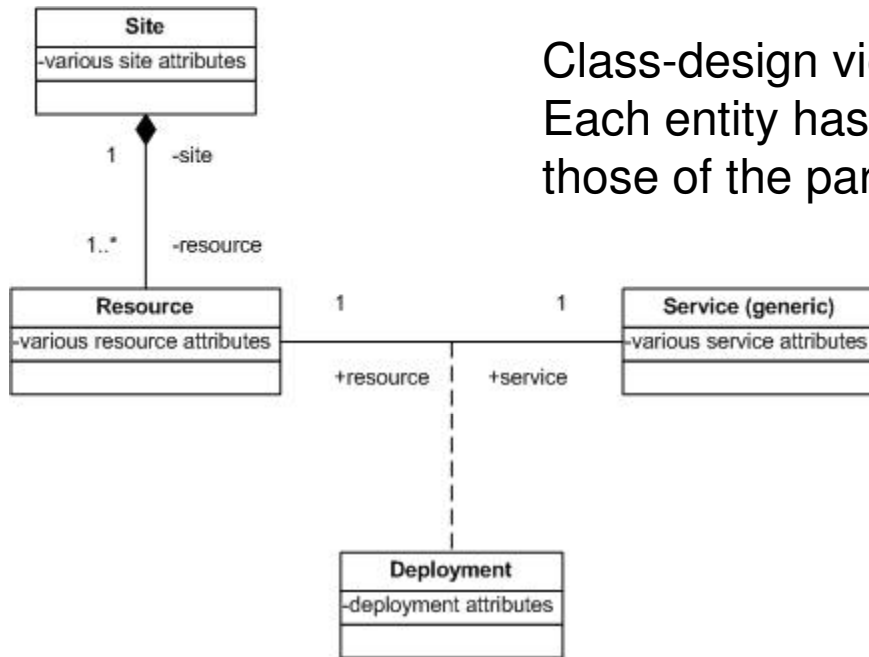 Site
-various site attributes
Class-design vi
Each entity has
those of the par
1
-site
1..*
-resource
Resource
-various resource attributes
1
1
+resource
+service
Service (generic)
-various service attributes
Deployment
-deployment attributes